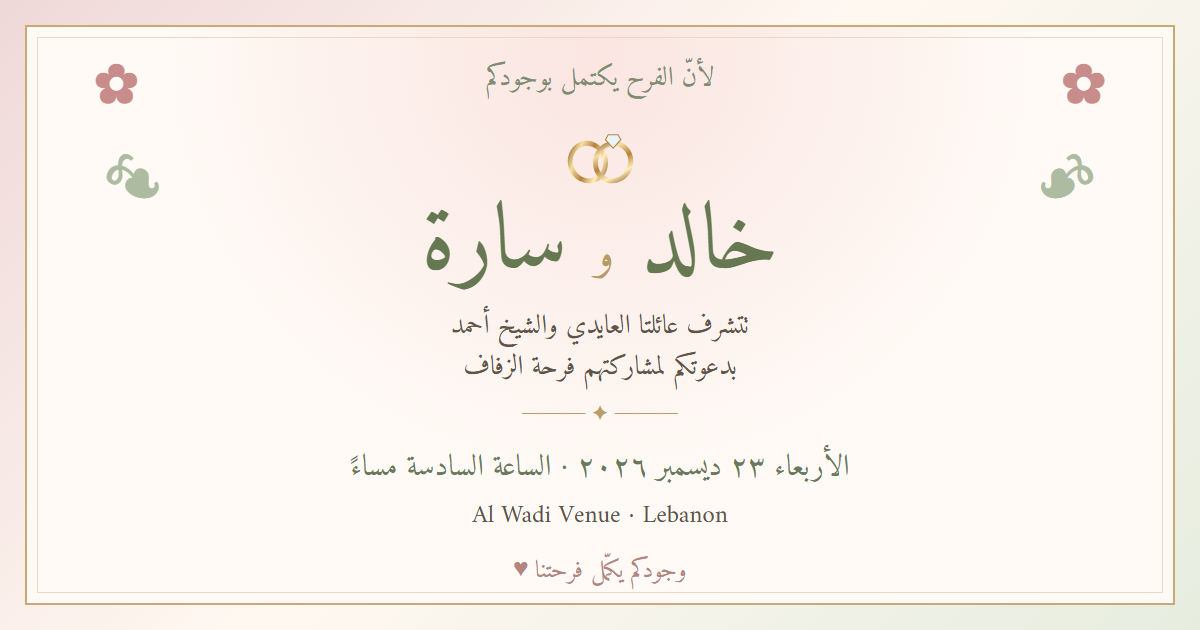 لأنّ الفرح يكتمل بوجودكم
خالد و سارة
تتشرف عائلتا العايدي والشيخ أحمد
بدعوتكم لمشاركتهم فرحة الزفاف
الأربعاء ٢٣ ديسمبر ٢٠٢٦ · الساعة السادسة مساءً
Al Wadi Venue · Lebanon
وجودكم يكمّل فرحتنا ♥